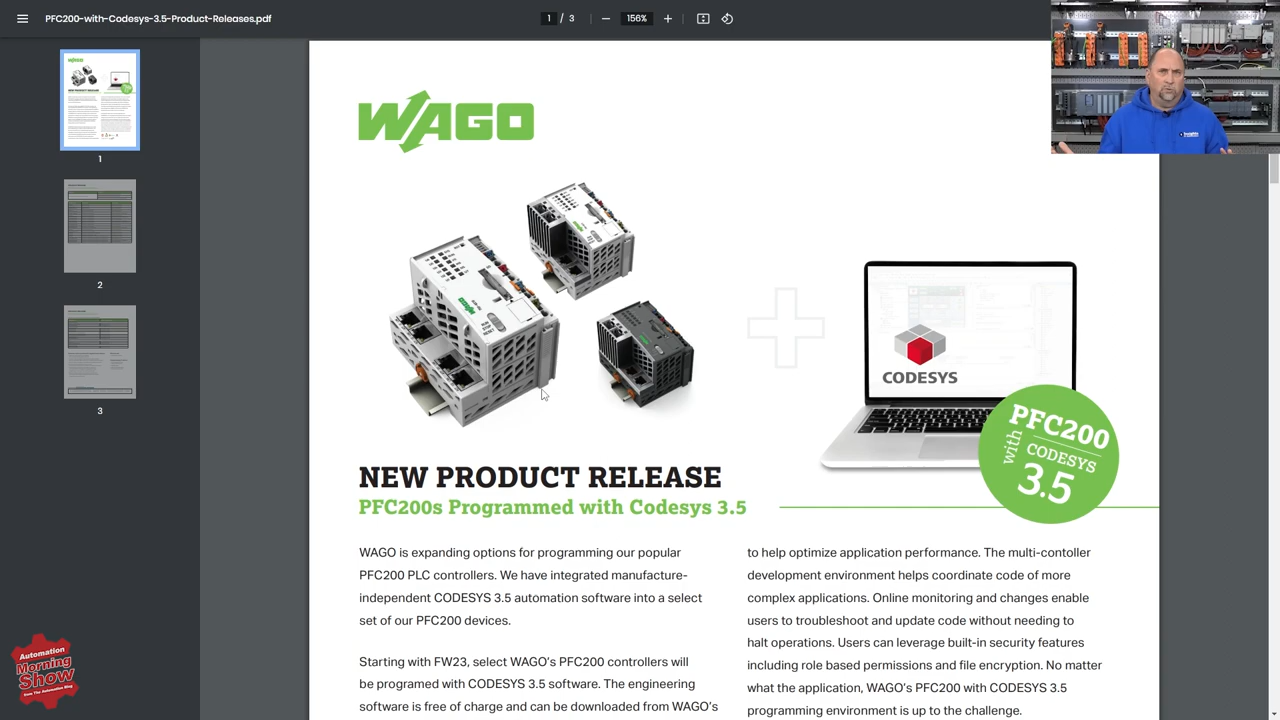 PFC200-with-Codesys-3.5-Product-Releases.pdf
1 / 3
156%
1
2
3
WAGO
CODESYS
PFC200
with
CODESYS
3.5
NEW PRODUCT RELEASE
PFC200s Programmed with Codesys 3.5
WAGO is expanding options for programming our popular
PFC200 PLC controllers. We have integrated manufacture-
independent CODESYS 3.5 automation software into a select
set of our PFC200 devices.
Starting with FW23, select WAGO's PFC200 controllers will
be programed with CODESYS 3.5 software. The engineering
software is free of charge and can be downloaded from WAGO's
to help optimize application performance. The multi-contoller
development environment helps coordinate code of more
complex applications. Online monitoring and changes enable
users to troubleshoot and update code without needing to
halt operations. Users can leverage built-in security features
including role based permissions and file encryption. No matter
what the application, WAGO's PFC200 with CODESYS 3.5
programming environment is up to the challenge.
Automation
Morning
Show